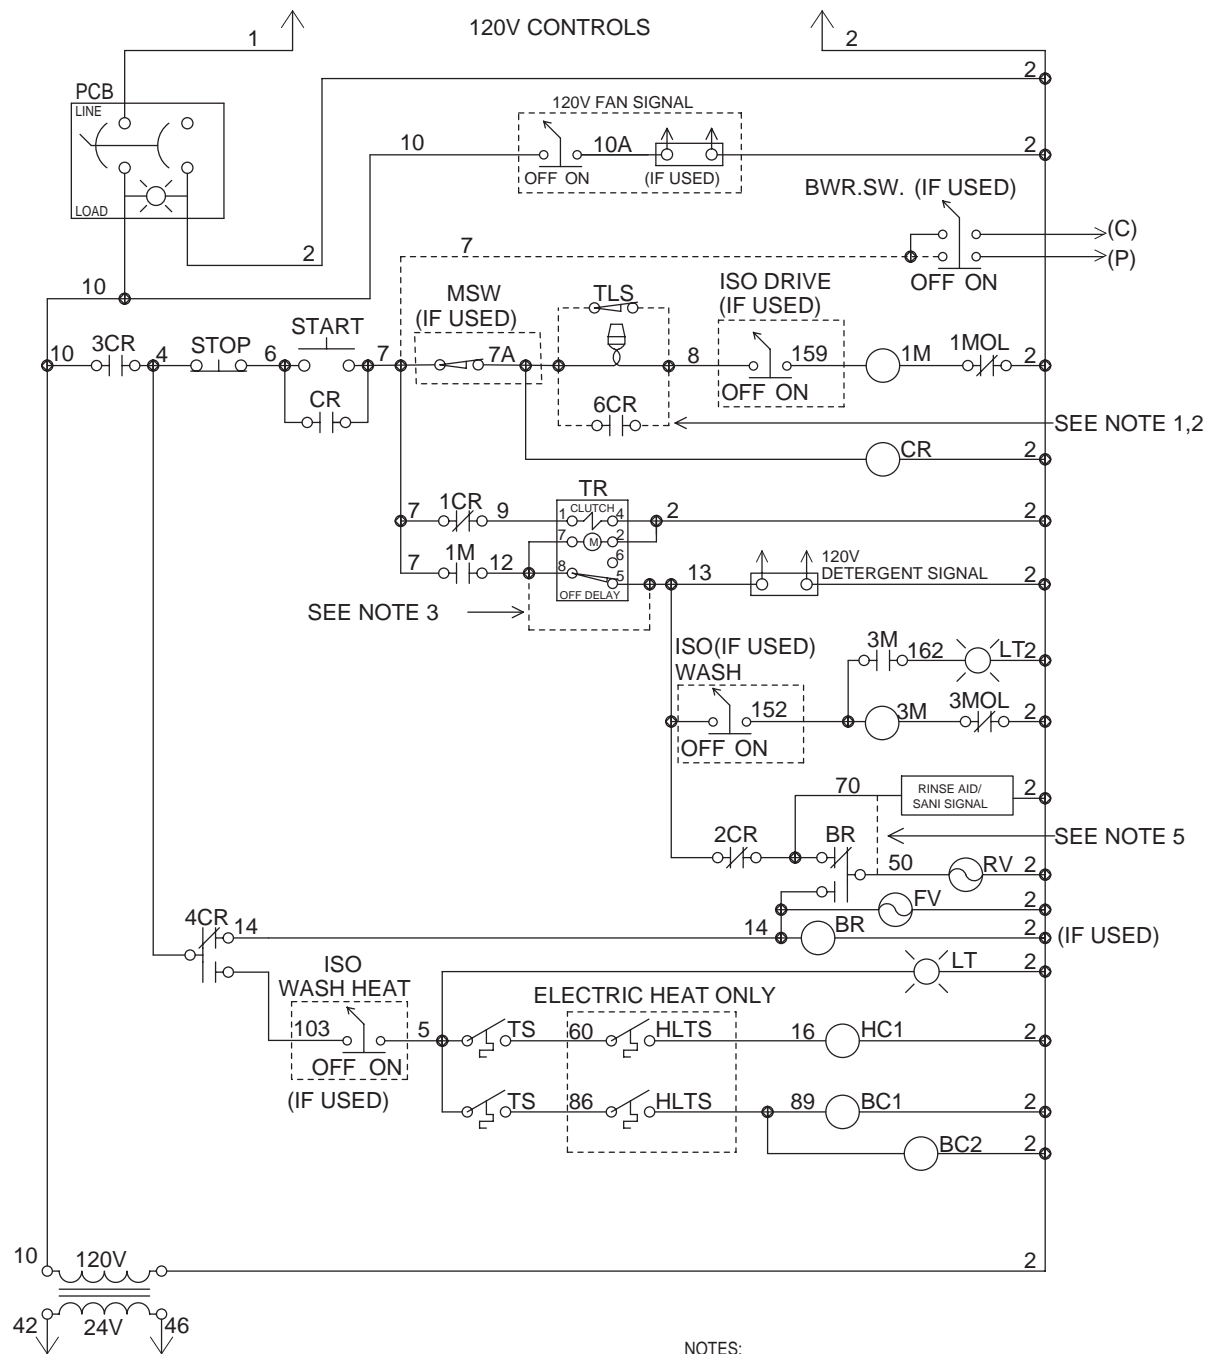 120V CONTROLS
1
2
2
PCB
LINE
LOAD
2
120V FAN SIGNAL
10
10A
OFF ON
(IF USED)
2
BWR.SW. (IF USED)
7
(C)
(P)
OFF ON
10
MSW
(IF USED)
TLS
ISO DRIVE
(IF USED)
10
3CR
4
STOP
6
START
7
7A
8
159
1M
1MOL
2
OFF ON
CR
6CR
SEE NOTE 1,2
CR
2
TR
7
1CR
9
1
CLUTCH
4
2
2
7
M
2
6
7
1M
12
8
5
OFF DELAY
13
120V
DETERGENT SIGNAL
2
SEE NOTE 3
ISO(IF USED)
WASH
3M
162
LT
2
152
3M
3MOL
2
OFF ON
70
RINSE AID/
SANI SIGNAL
2
2CR
BR
SEE NOTE 5
50
RV
2
FV
2
4CR
14
14
BR
2
(IF USED)
ISO
WASH HEAT
LT
2
ELECTRIC HEAT ONLY
103
5
TS
60
HLTS
16
HC1
2
OFF ON
(IF USED)
TS
86
HLTS
89
BC1
2
BC2
2
10
120V
2
42
24V
46
NOTES: